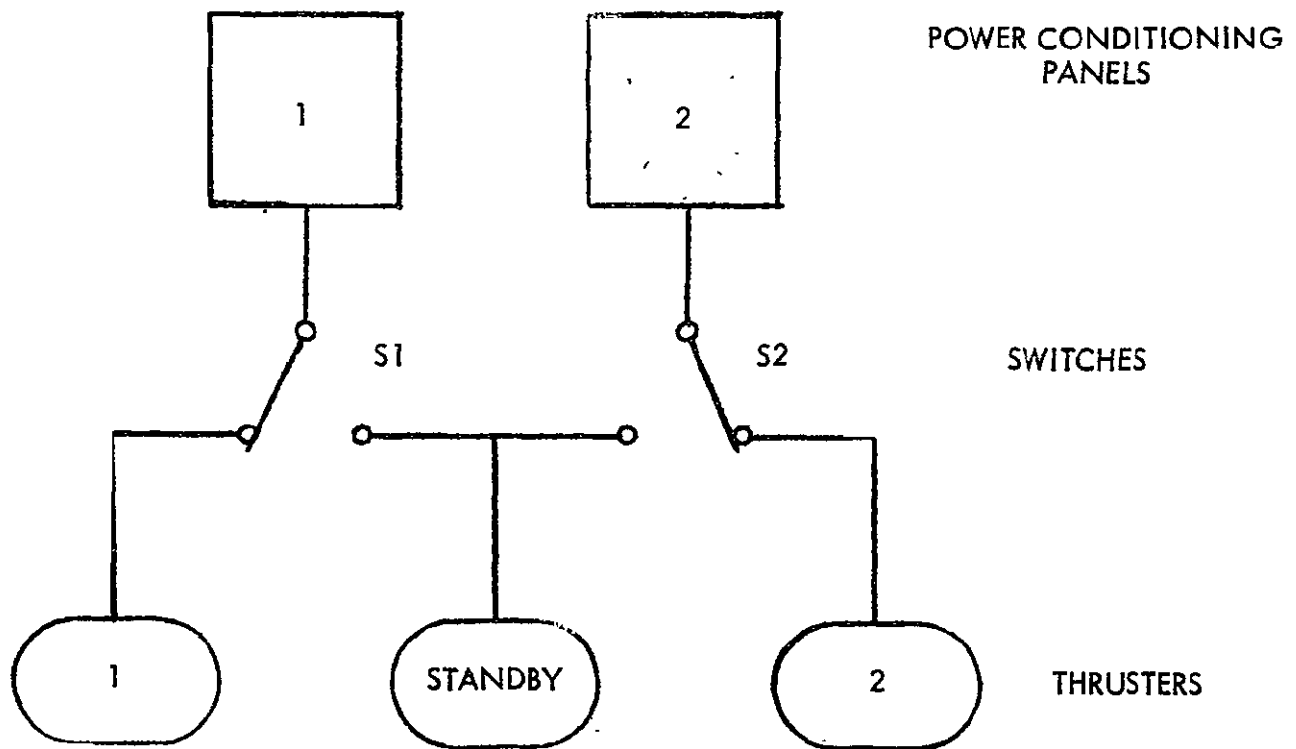 POWER CONDITIONING
PANELS
1
2
S1
S2
SWITCHES
1
STANDBY
2
THRUSTERS